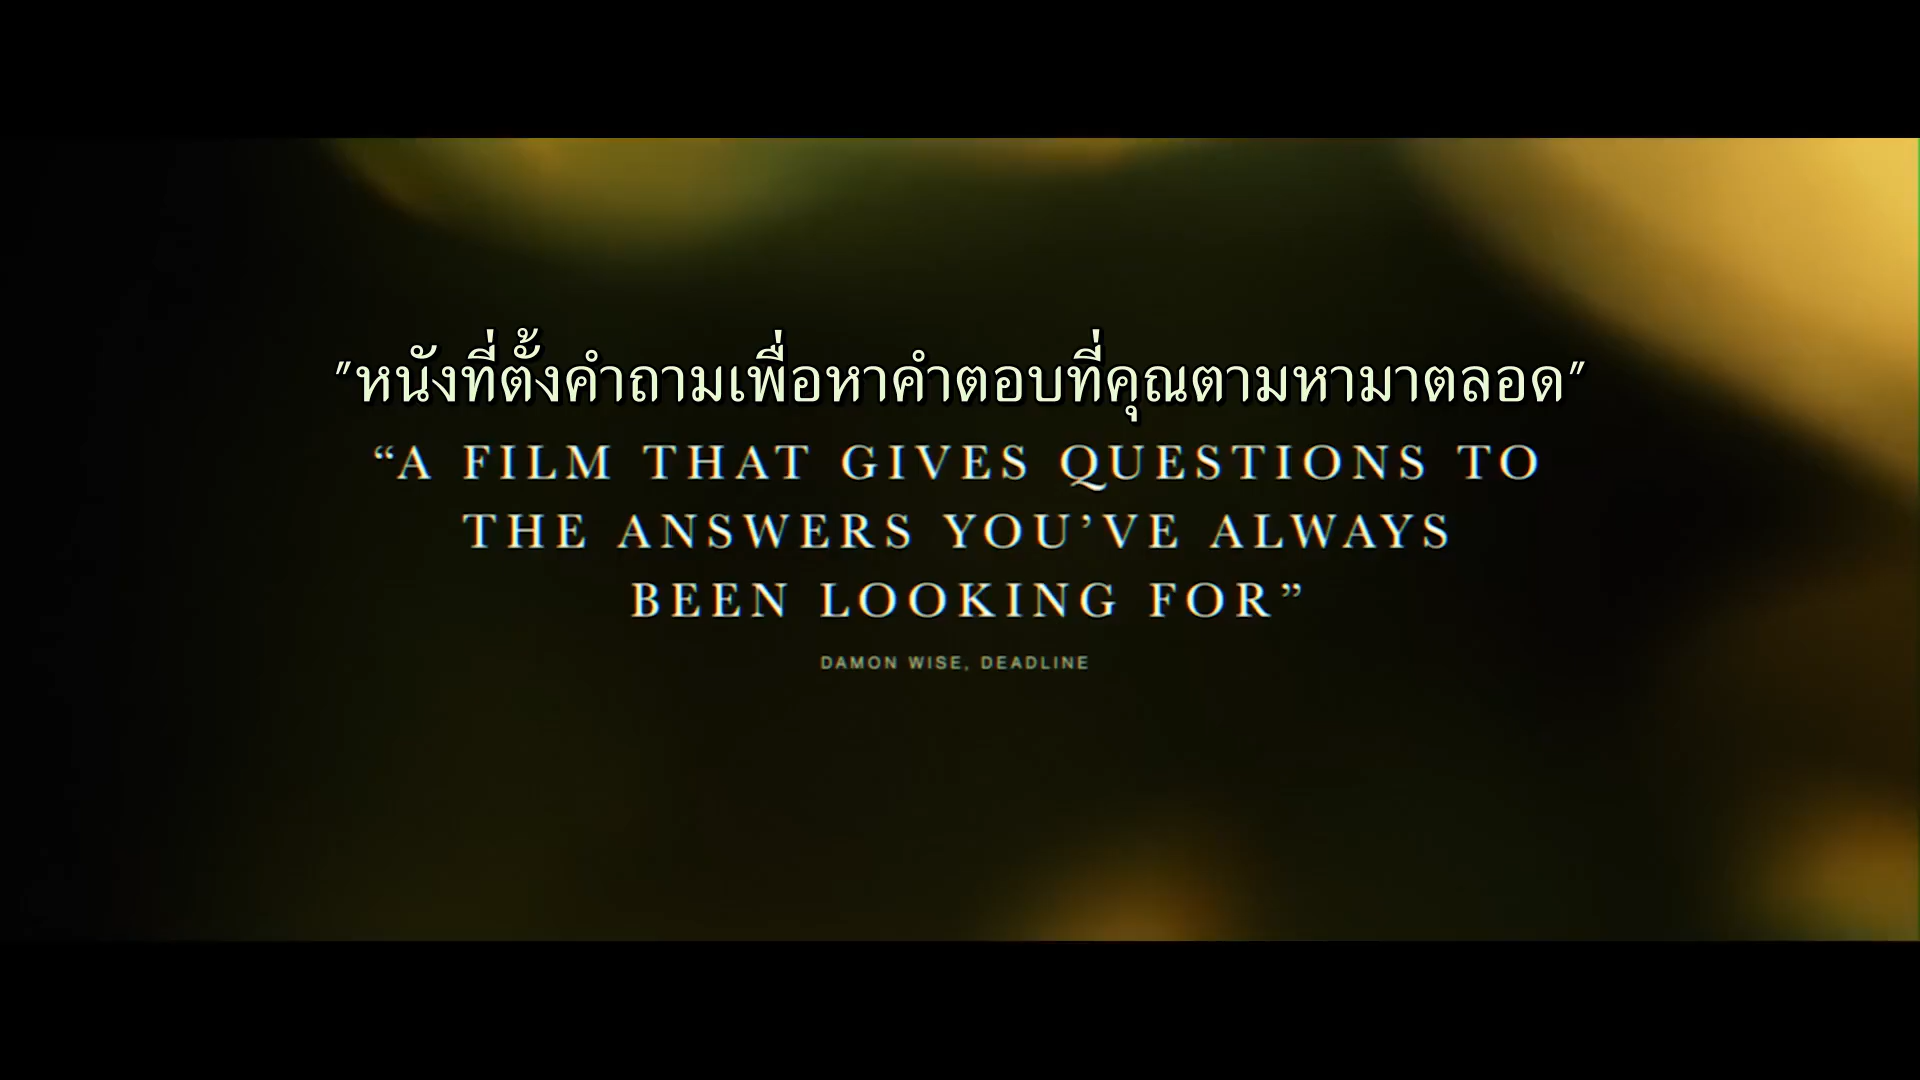 "หนังที่ตั้งคำถามเพื่อหาคำตอบที่คุณตามหามาตลอด"
“A FILM THAT GIVES QUESTIONS TO
THE ANSWERS YOU’VE ALWAYS
BEEN LOOKING FOR”
DAMON WISE, DEADLINE